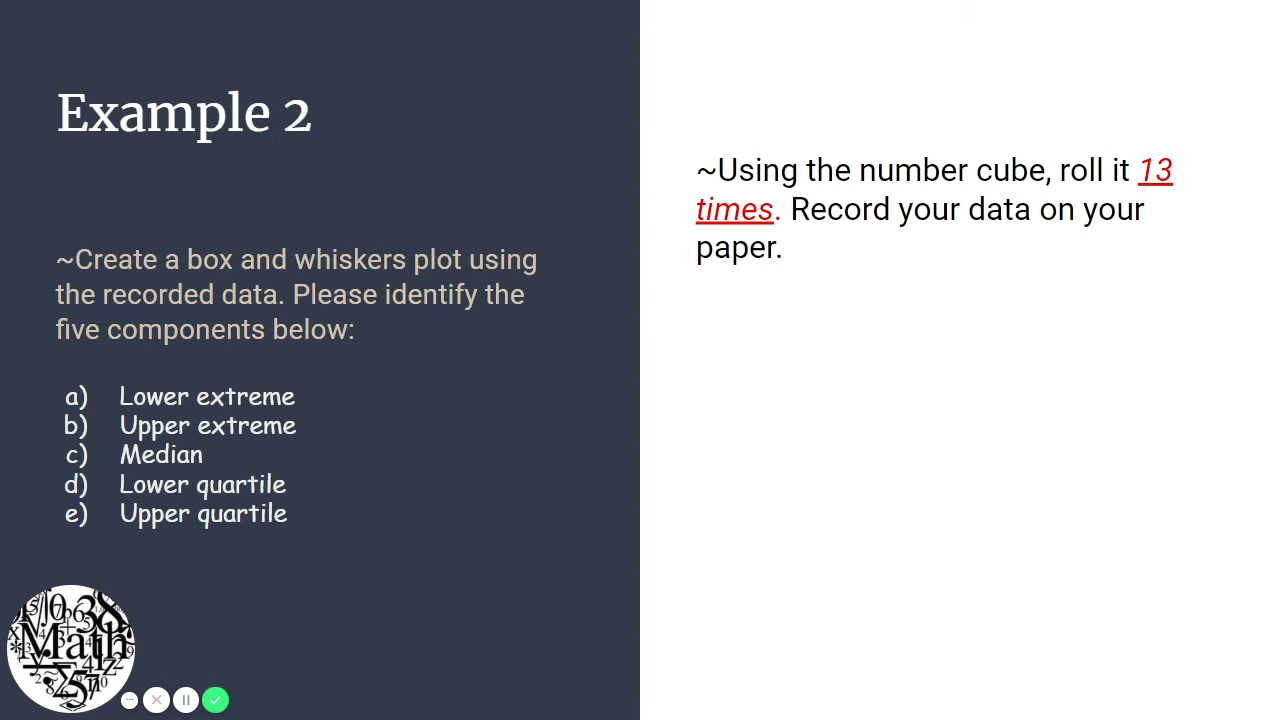 Example 2
~Create a box and whiskers plot using
the recorded data. Please identify the
five components below:
a) Lower extreme
b) Upper extreme
c) Median
d) Lower quartile
e) Upper quartile
Math
~Using the number cube, roll it 13
times. Record your data on your
paper.